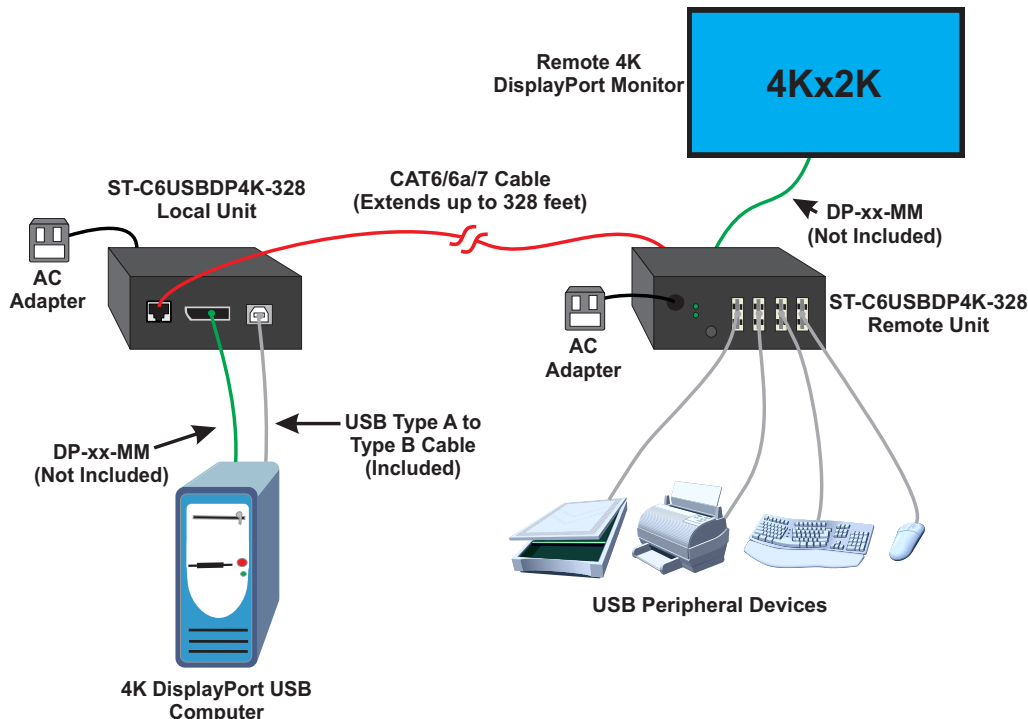 Remote 4K
DisplayPort Monitor
4Kx2K
ST-C6USBDP4K-328
Local Unit
CAT6/6a/7 Cable
(Extends up to 328 feet)
DP-xx-MM
(Not Included)
AC
Adapter
ST-C6USBDP4K-328
Remote Unit
AC
Adapter
USB Type A to
Type B Cable
(Included)
DP-xx-MM
(Not Included)
USB Peripheral Devices
4K DisplayPort USB
Computer